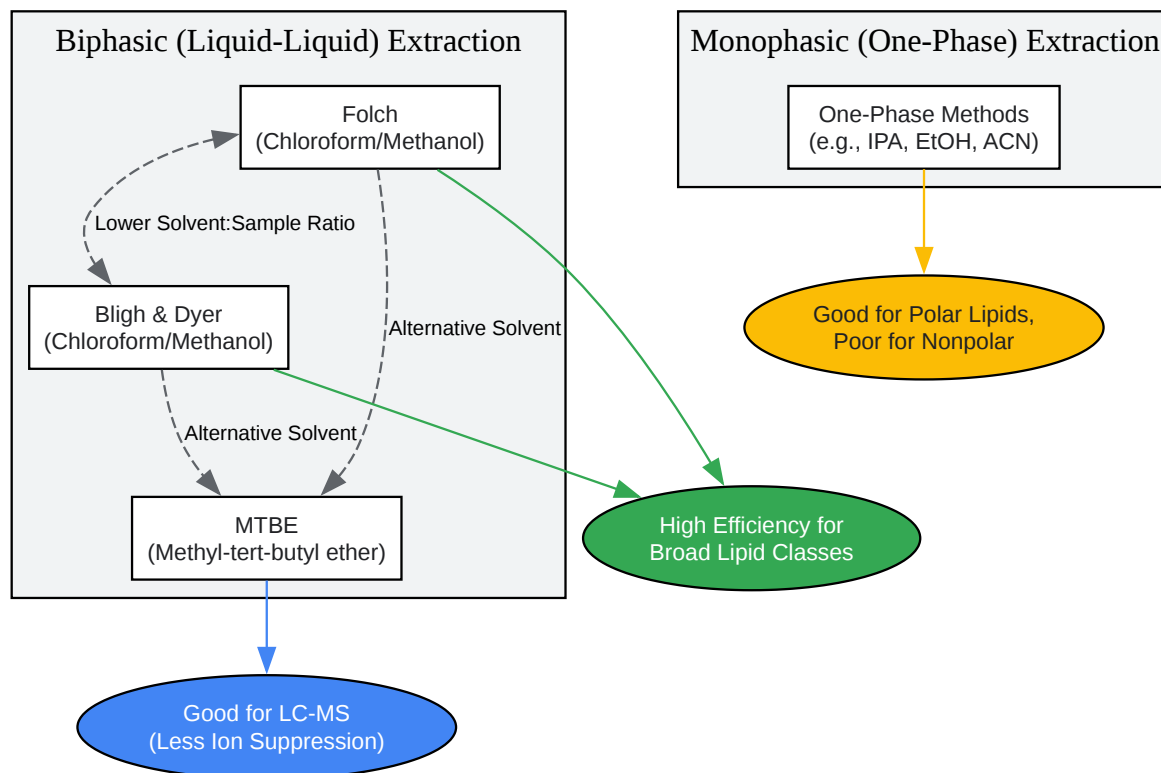 Biphasic (Liquid-Liquid) Extraction
Monophasic (One-Phase) Extraction
Folch
(Chloroform/Methanol)
One-Phase Methods
(e.g., IPA, EtOH, ACN)
Lower Solvent:Sample Ratio
Bligh & Dyer
(Chloroform/Methanol)
Alternative Solvent
Good for Polar Lipids,
Poor for Nonpolar
Alternative Solvent
MTBE
(Methyl-tert-butyl ether)
High Efficiency for
Broad Lipid Classes
Good for LC-MS
(Less Ion Suppression)